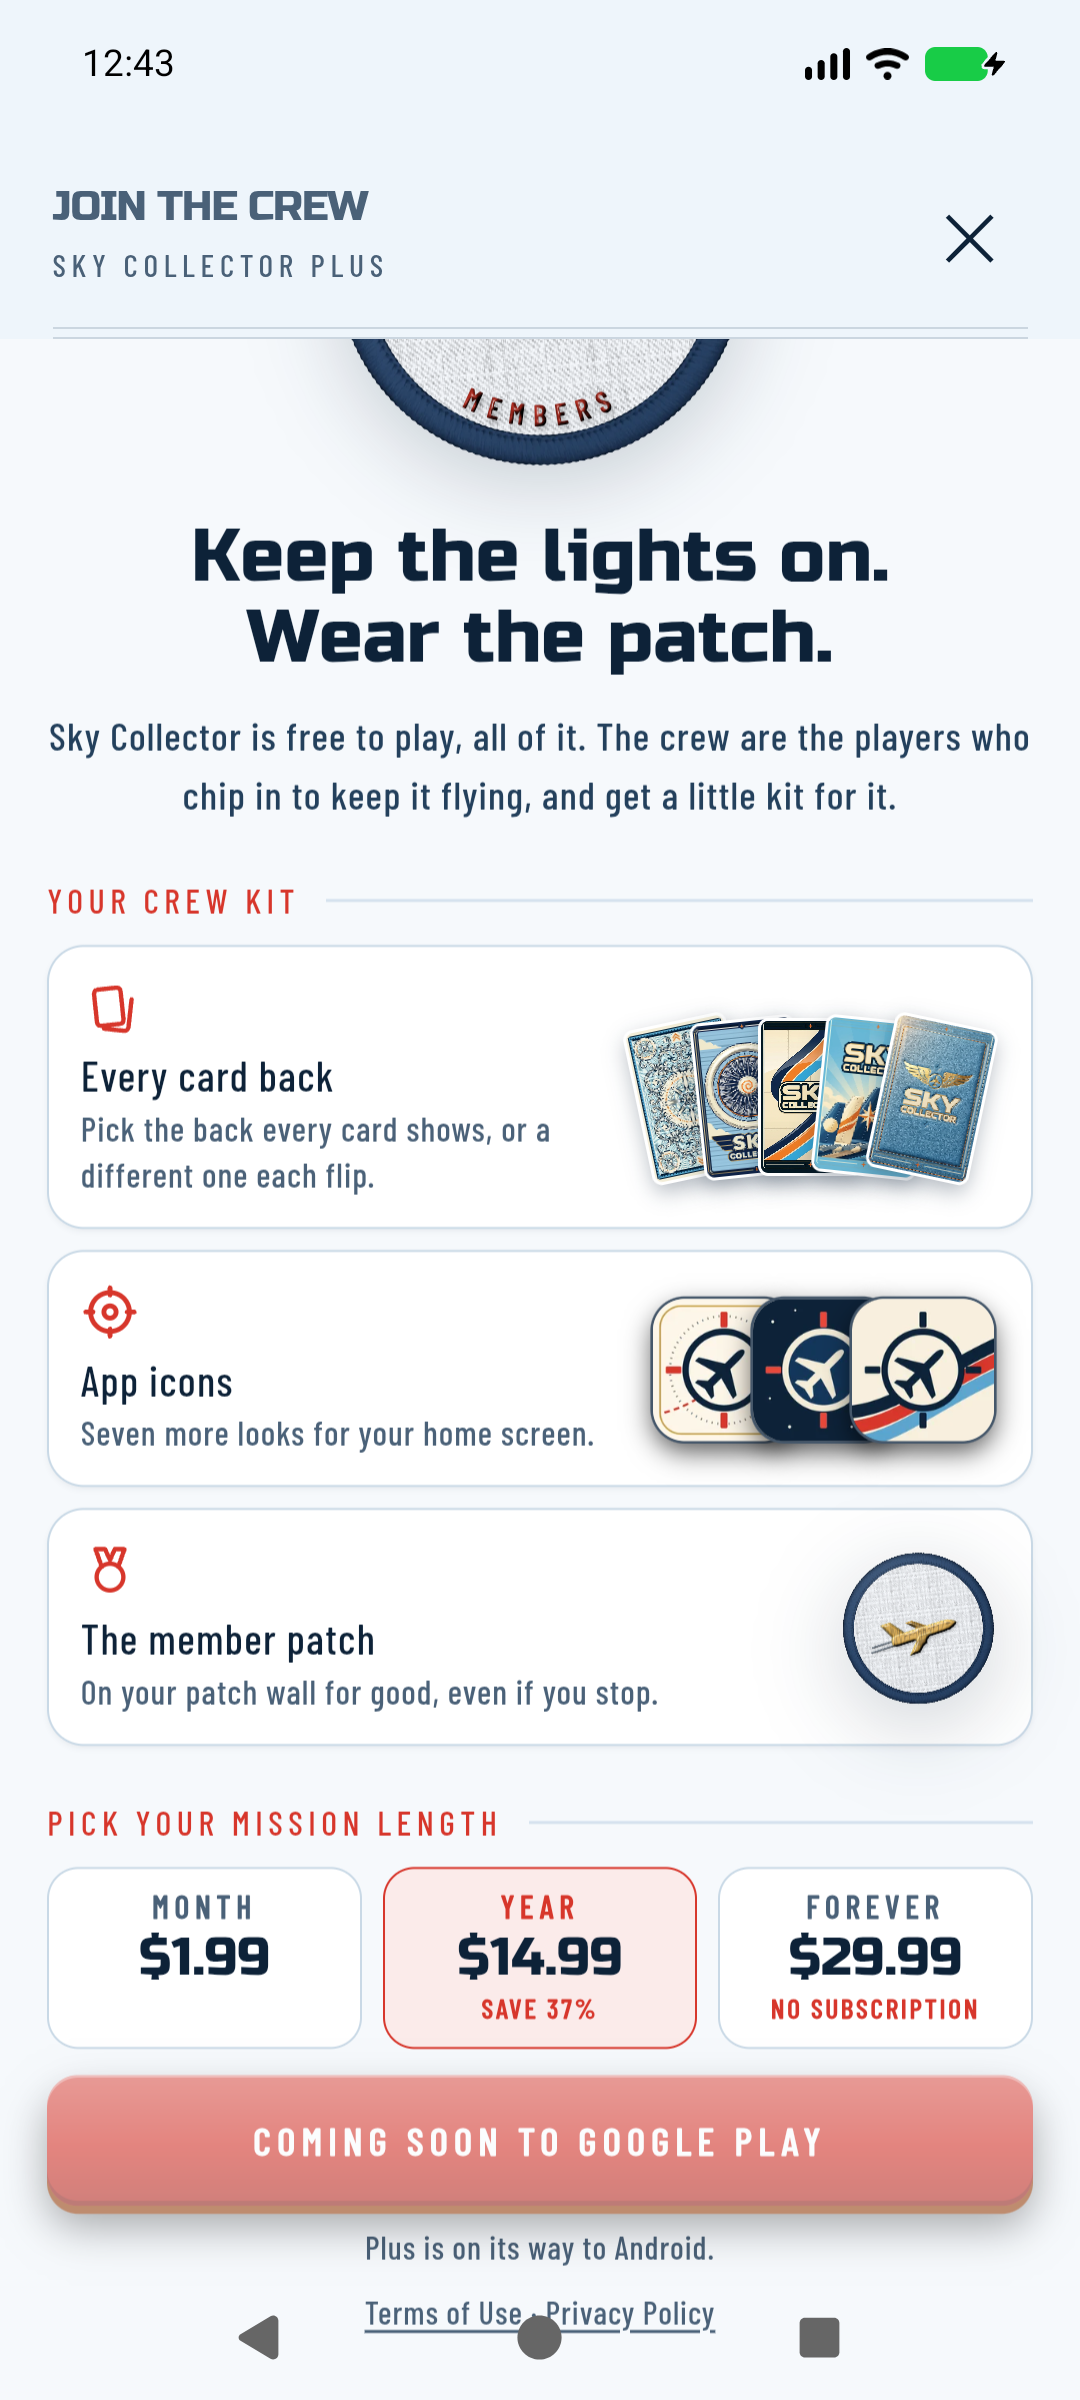 12:43
JOIN THE CREW
SKY COLLECTOR PLUS
MEMBERS
Keep the lights on.
Wear the patch.
Sky Collector is free to play, all of it. The crew are the players who
chip in to keep it flying, and get a little kit for it.
YOUR CREW KIT
Every card back
Pick the back every card shows, or a
different one each flip.
SKY
COLLECTOR
App icons
Seven more looks for your home screen.
The member patch
On your patch wall for good, even if you stop.
PICK YOUR MISSION LENGTH
MONTH
$1.99
YEAR
$14.99
SAVE 37%
FOREVER
$29.99
NO SUBSCRIPTION
COMING SOON TO GOOGLE PLAY
Plus is on its way to Android.
Terms of Use · Privacy Policy